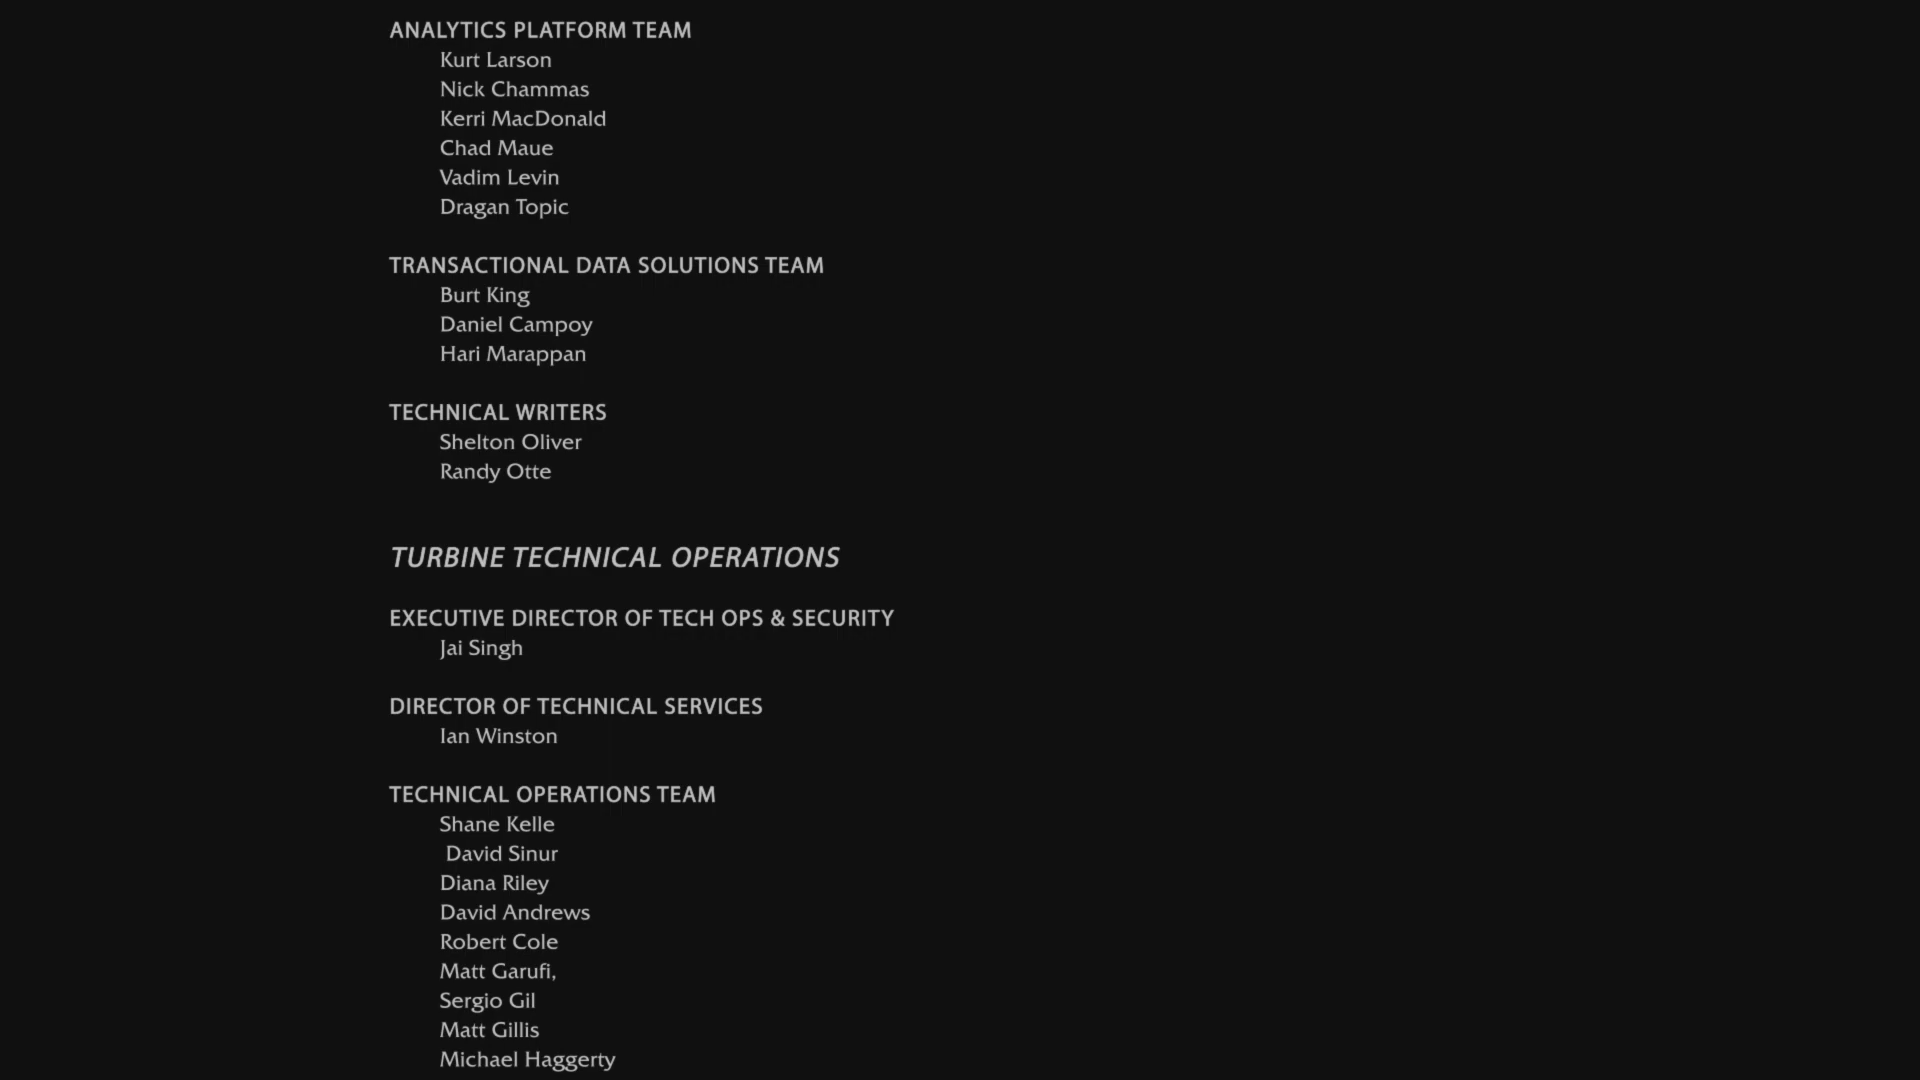 ANALYTICS PLATFORM TEAM
Kurt Larson
Nick Chammas
Kerri MacDonald
Chad Maue
Vadim Levin
Dragan Topic
TRANSACTIONAL DATA SOLUTIONS TEAM
Burt King
Daniel Campoy
Hari Marappan
TECHNICAL WRITERS
Shelton Oliver
Randy Otte
TURBINE TECHNICAL OPERATIONS
EXECUTIVE DIRECTOR OF TECH OPS & SECURITY
Jai Singh
DIRECTOR OF TECHNICAL SERVICES
Ian Winston
TECHNICAL OPERATIONS TEAM
Shane Kelle
David Sinur
Diana Riley
David Andrews
Robert Cole
Matt Garufi,
Sergio Gil
Matt Gillis
Michael Haggerty